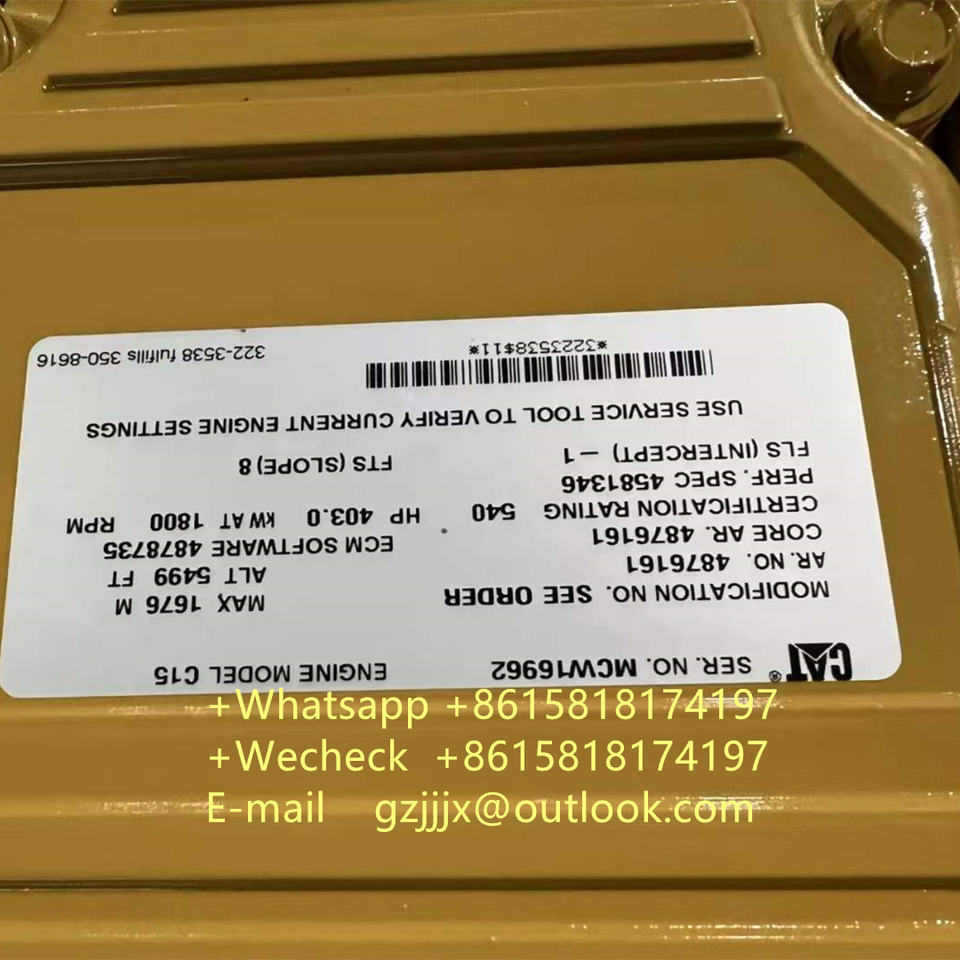 CAT® SER. NO. MCW16962 ENGINE MODEL C15
MODIFICATION NO. SEE ORDER MAX 1676 M
AR. NO. 4876161 ALT 5499 FT
CORE AR. 4876161 ECM SOFTWARE 4878735
CERTIFICATION RATING 540 HP 403.0 kW AT 1800 RPM
PERF. SPEC 4581346
FLS (INTERCEPT) -1 FTS (SLOPE) 8
USE SERVICE TOOL TO VERIFY CURRENT ENGINE SETTINGS
*3223538$11* 322-3538 fulfills 350-8616
+Whatsapp +8615818174197
+Wecheck +8615818174197
E-mail gzjjjx@outlook.com